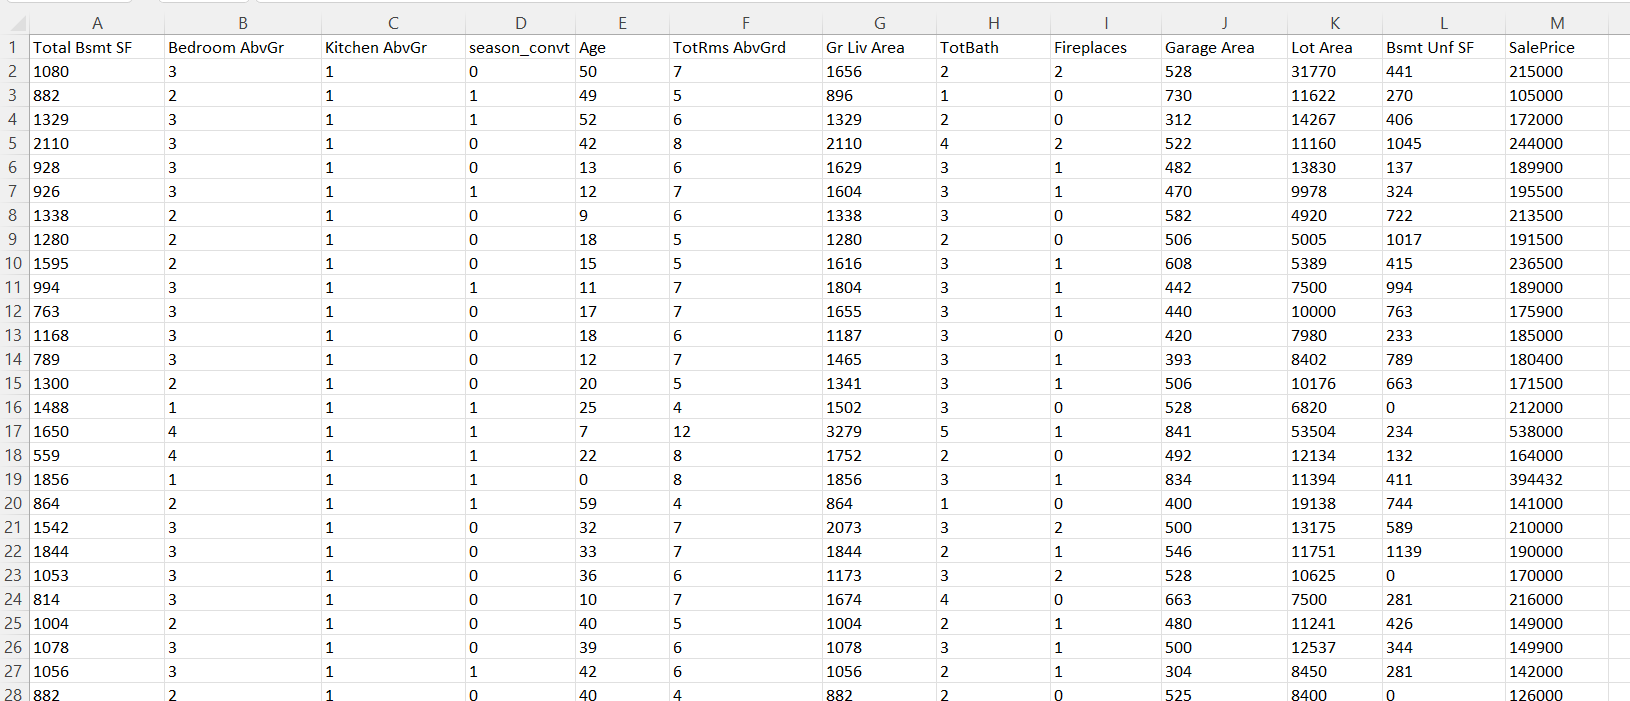 A B C D E F G H I J K L M
1 Total Bsmt SF Bedroom AbvGr Kitchen AbvGr season_convt Age TotRms AbvGrd Gr Liv Area TotBath Fireplaces Garage Area Lot Area Bsmt Unf SF SalePrice
2 1080 3 1 0 50 7 1656 2 2 528 31770 441 215000
3 882 2 1 1 49 5 896 1 0 730 11622 270 105000
4 1329 3 1 1 52 6 1329 2 0 312 14267 406 172000
5 2110 3 1 0 42 8 2110 4 2 522 11160 1045 244000
6 928 3 1 0 13 6 1629 3 1 482 13830 137 189900
7 926 3 1 1 12 7 1604 3 1 470 9978 324 195500
8 1338 2 1 0 9 6 1338 3 0 582 4920 722 213500
9 1280 2 1 0 18 5 1280 2 0 506 5005 1017 191500
10 1595 2 1 0 15 5 1616 3 1 608 5389 415 236500
11 994 3 1 1 11 7 1804 3 1 442 7500 994 189000
12 763 3 1 0 17 7 1655 3 1 440 10000 763 175900
13 1168 3 1 0 18 6 1187 3 0 420 7980 233 185000
14 789 3 1 0 12 7 1465 3 1 393 8402 789 180400
15 1300 2 1 0 20 5 1341 3 1 506 10176 663 171500
16 1488 1 1 1 25 4 1502 3 0 528 6820 0 212000
17 1650 4 1 1 7 12 3279 5 1 841 53504 234 538000
18 559 4 1 1 22 8 1752 2 0 492 12134 132 164000
19 1856 1 1 1 0 8 1856 3 1 834 11394 411 394432
20 864 2 1 1 59 4 864 1 0 400 19138 744 141000
21 1542 3 1 0 32 7 2073 3 2 500 13175 589 210000
22 1844 3 1 0 33 7 1844 2 1 546 11751 1139 190000
23 1053 3 1 0 36 6 1173 3 2 528 10625 0 170000
24 814 3 1 0 10 7 1674 4 0 663 7500 281 216000
25 1004 2 1 0 40 5 1004 2 1 480 11241 426 149000
26 1078 3 1 0 39 6 1078 3 1 500 12537 344 149900
27 1056 3 1 1 42 6 1056 2 1 304 8450 281 142000
28 882 2 1 0 40 4 882 2 0 525 8400 0 126000